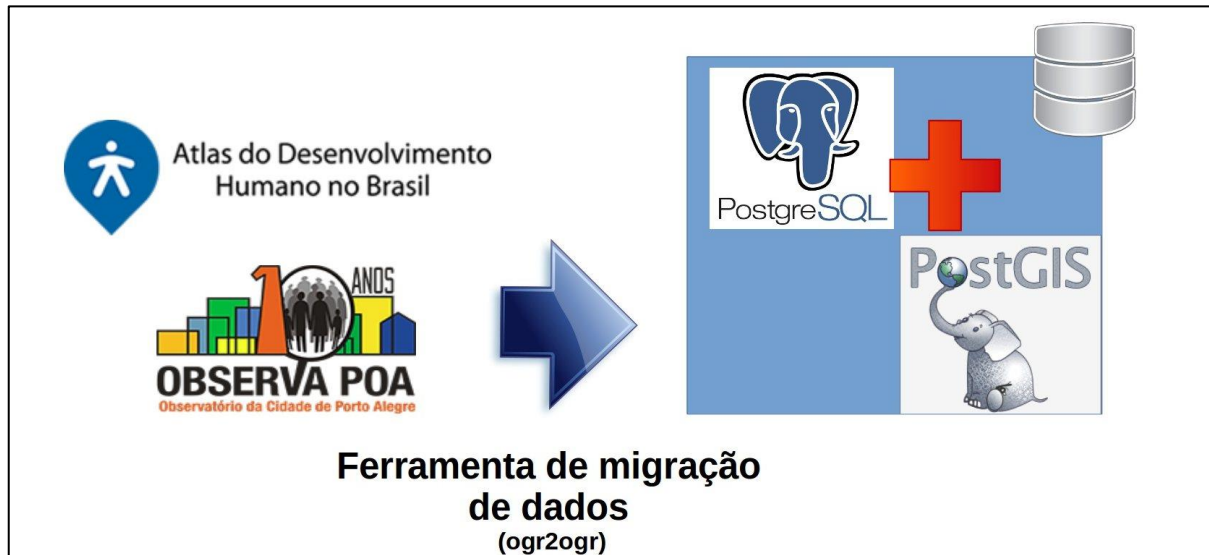 Atlas do Desenvolvimento
Humano no Brasil
10 ANOS
OBSERVA POA
Observatório da Cidade de Porto Alegre
PostgreSQL
PostGIS
Ferramenta de migração
de dados
(ogr2ogr)